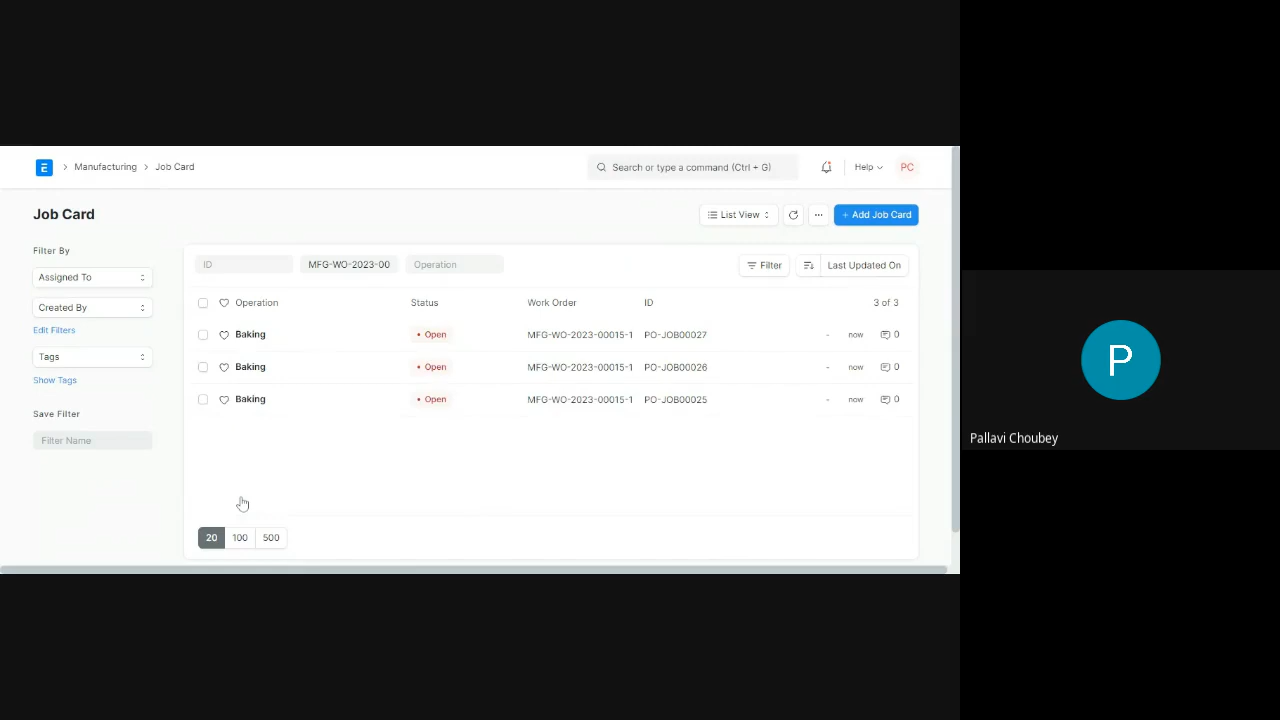 E > Manufacturing > Job Card
Search or type a command (Ctrl + G)
Help
PC
Job Card
List View
...
+ Add Job Card
Filter By
Assigned To
Created By
Edit Filters
Tags
Show Tags
Save Filter
Filter Name
ID
MFG-WO-2023-00
Operation
Filter
Last Updated On
Operation Status Work Order ID 3 of 3
Baking • Open MFG-WO-2023-00015-1 PO-JOB00027 - now 0
Baking • Open MFG-WO-2023-00015-1 PO-JOB00026 - now 0
Baking • Open MFG-WO-2023-00015-1 PO-JOB00025 - now 0
20 100 500
P
Pallavi Choubey